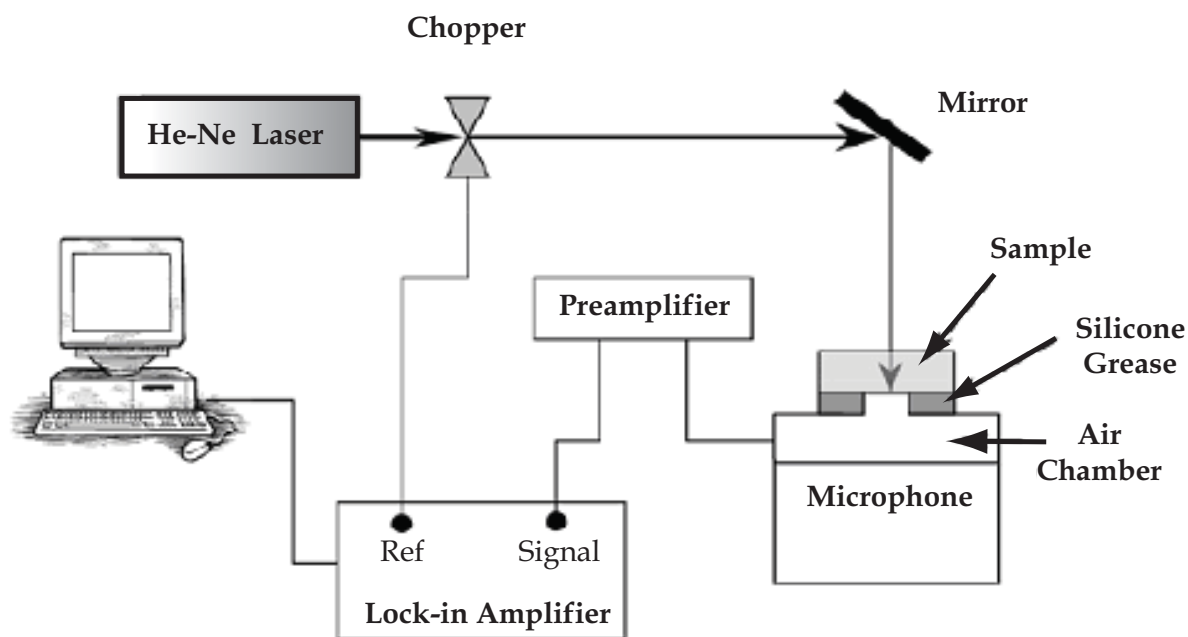 Chopper
He-Ne Laser
Mirror
Sample
Preamplifier
Silicone
Grease
Air
Chamber
Microphone
Ref
Signal
Lock-in Amplifier